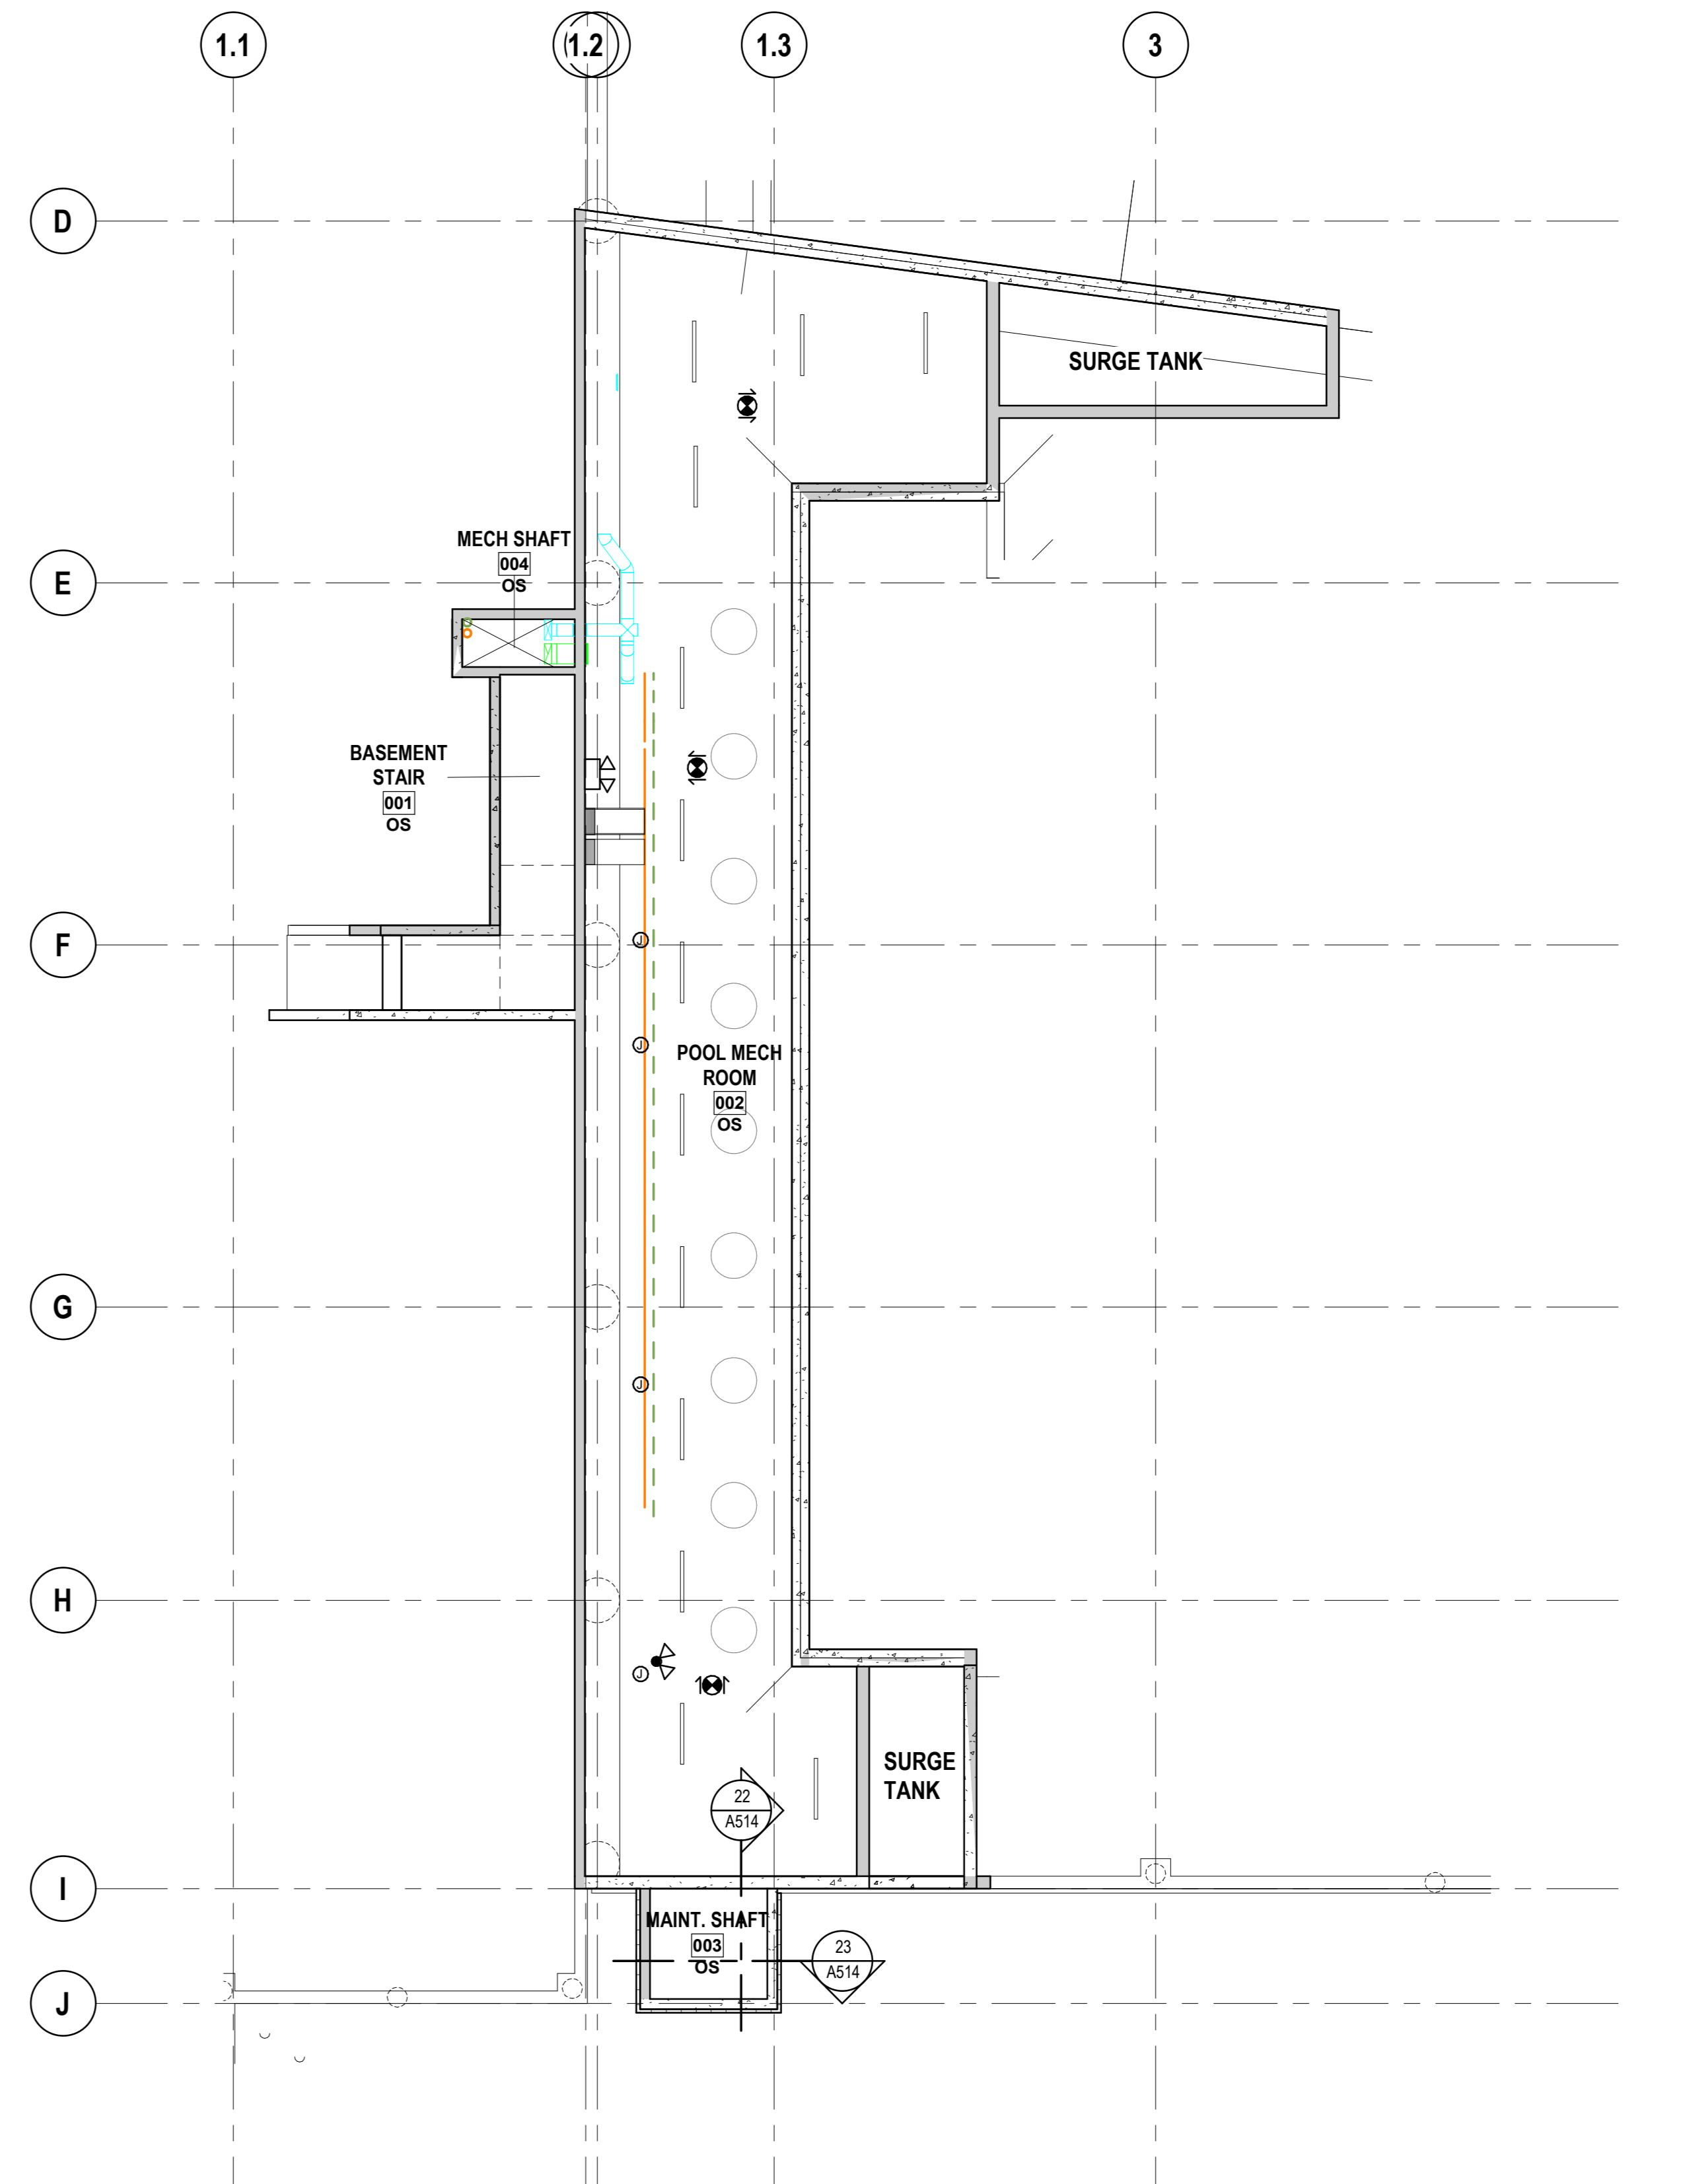 1.1
1.2
1.3
3
D
SURGE TANK
MECH SHAFT
004
OS
E
BASEMENT
STAIR
001
OS
F
J
J
POOL MECH
ROOM
002
OS
G
J
H
J
SURGE
TANK
22
A514
I
MAINT. SHAFT
003
OS
23
A514
J